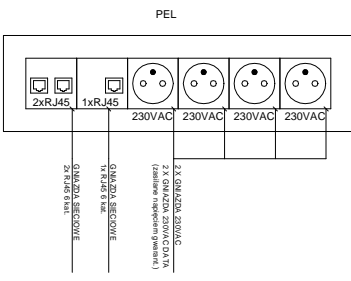 PEL
2xRJ45
1xRJ45
230VAC
230VAC
230VAC
230VAC
GNIAZDA SIECIOWE
2x RJ45 6 kat.
GNIAZDA SIECIOWE
1x RJ45 6 kat.
2 X GNIAZDA 230VAC
2 X GNIAZDA 230VAC DATA
(zasilane napięciem gwarant.)